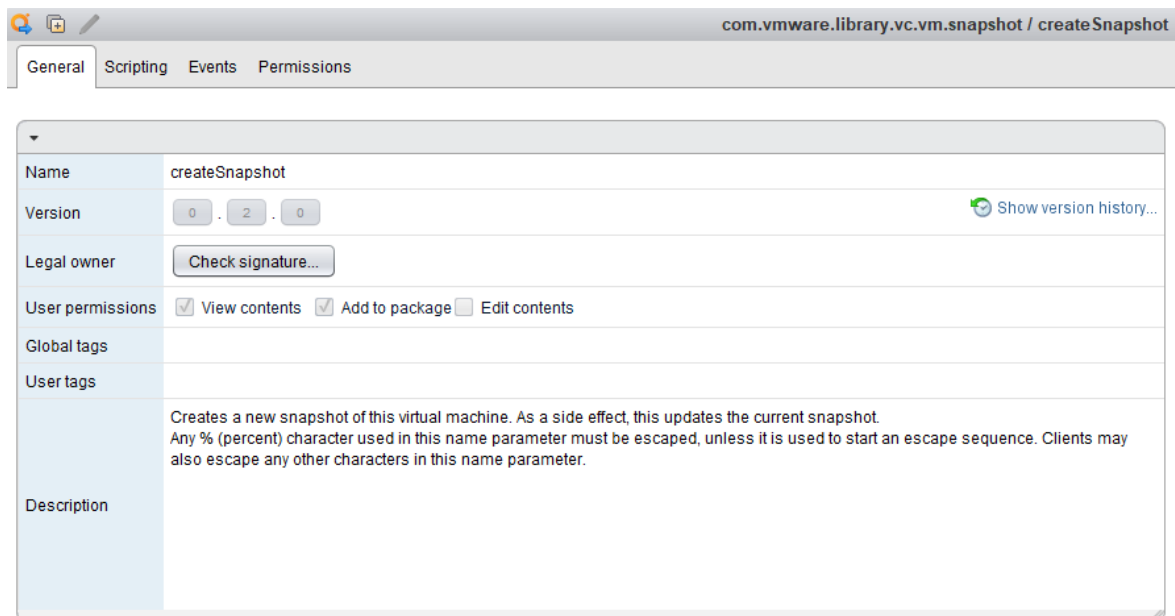 com.vmware.library.vc.vm.snapshot / createSnapshot
General Scripting Events Permissions
Name createSnapshot
Version 0 . 2 . 0 Show version history...
Legal owner Check signature...
User permissions View contents Add to package Edit contents
Global tags
User tags
Creates a new snapshot of this virtual machine. As a side effect, this updates the current snapshot.
Any % (percent) character used in this name parameter must be escaped, unless it is used to start an escape sequence. Clients may
also escape any other characters in this name parameter.
Description